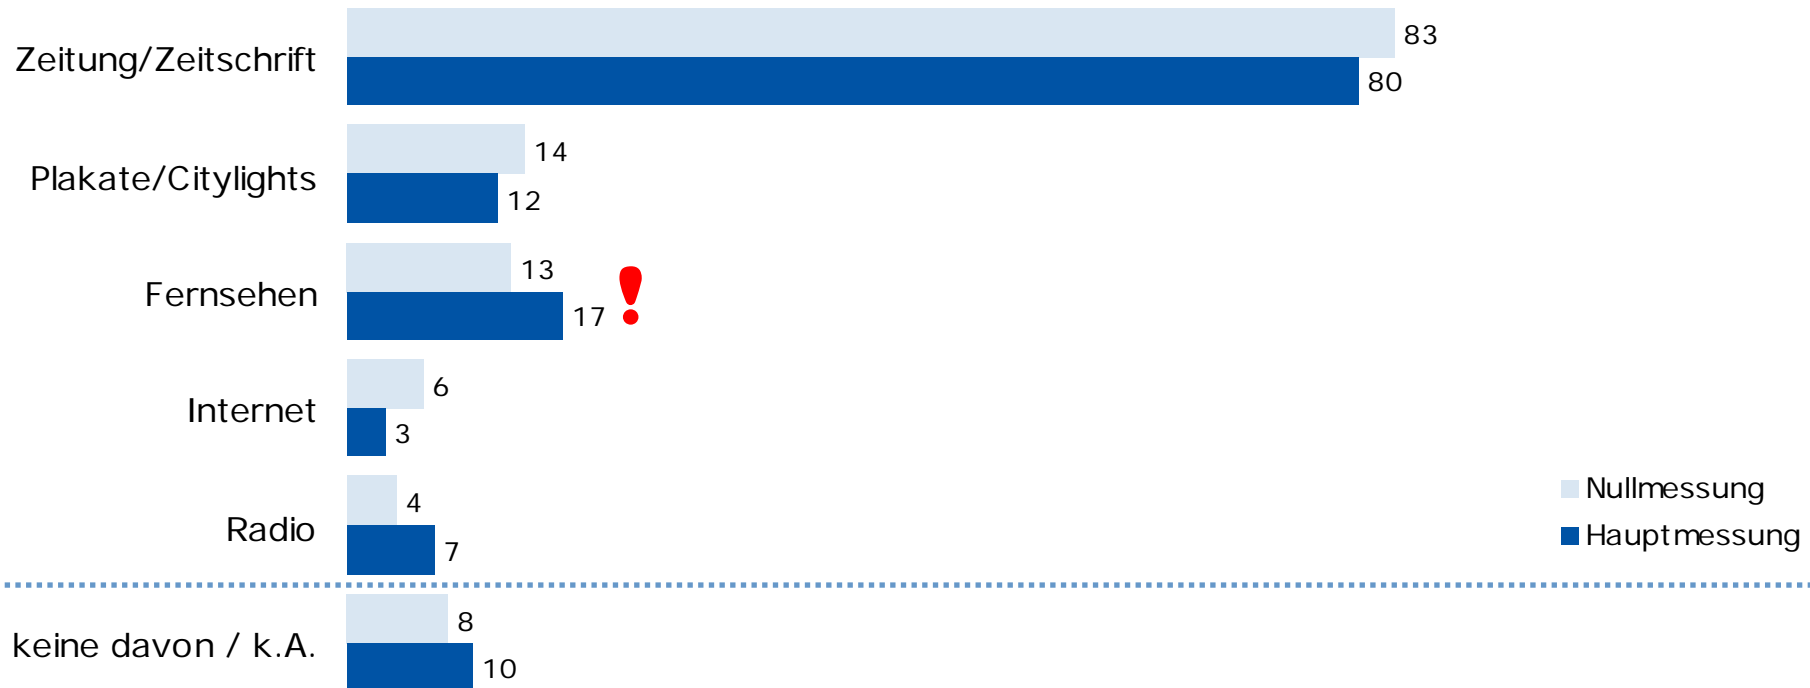 Zeitung/Zeitschrift
83
80
Plakate/Citylights
14
12
Fernsehen
13
17 !
Internet
6
3
Radio
4
7
Nullmessung
Hauptmessung
keine davon / k.A.
8
10